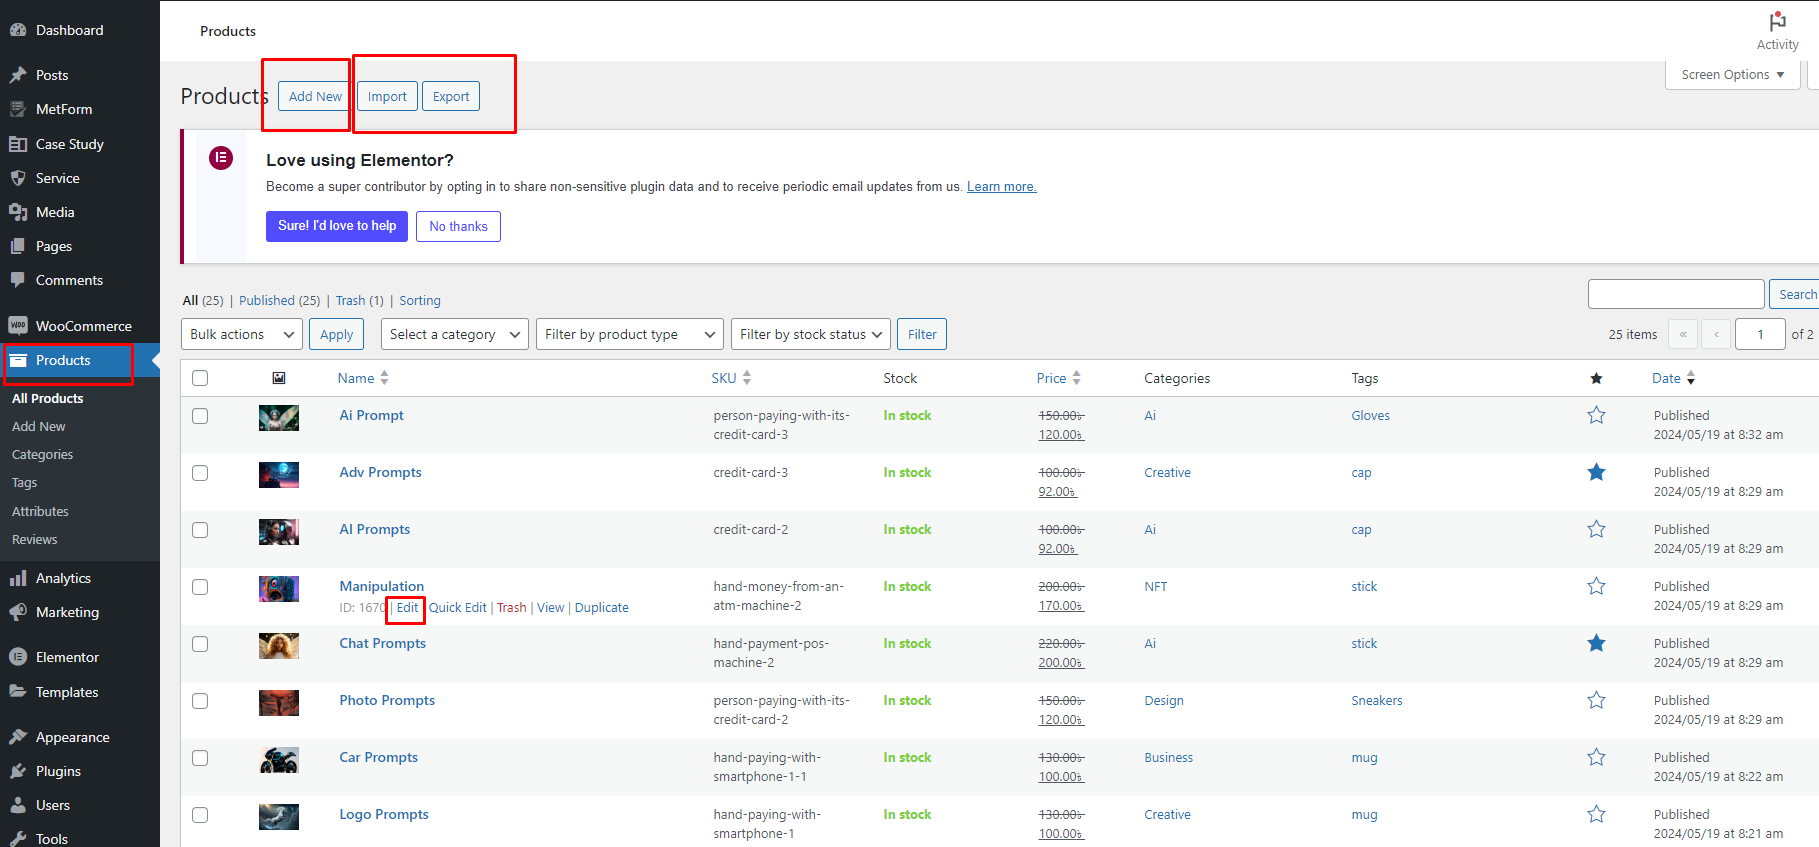 Dashboard
Posts
MetForm
Case Study
Service
Media
Pages
Comments
WooCommerce
Products
All Products
Add New
Categories
Tags
Attributes
Reviews
Analytics
Marketing
Elementor
Templates
Appearance
Plugins
Users
Tools
Products
Activity
Screen Options
Products Add New Import Export
Love using Elementor?
Become a super contributor by opting in to share non-sensitive plugin data and to receive periodic email updates from us. Learn more.
Sure! I'd love to help No thanks
All (25) | Published (25) | Trash (1) | Sorting
Search
Bulk actions Apply Select a category Filter by product type Filter by stock status Filter 25 items « ‹ 1 of 2
Name SKU Stock Price Categories Tags Date
Ai Prompt person-paying-with-its- In stock 150.00৳ Ai Gloves Published
credit-card-3 120.00৳ 2024/05/19 at 8:32 am
Adv Prompts credit-card-3 In stock 100.00৳ Creative cap Published
92.00৳ 2024/05/19 at 8:29 am
AI Prompts credit-card-2 In stock 100.00৳ Ai cap Published
92.00৳ 2024/05/19 at 8:29 am
Manipulation hand-money-from-an- In stock 200.00৳ NFT stick Published
ID: 1670 | Edit | Quick Edit | Trash | View | Duplicate atm-machine-2 170.00৳ 2024/05/19 at 8:29 am
Chat Prompts hand-payment-pos- In stock 220.00৳ Ai stick Published
machine-2 200.00৳ 2024/05/19 at 8:29 am
Photo Prompts person-paying-with-its- In stock 150.00৳ Design Sneakers Published
credit-card-2 120.00৳ 2024/05/19 at 8:29 am
Car Prompts hand-paying-with- In stock 130.00৳ Business mug Published
smartphone-1-1 100.00৳ 2024/05/19 at 8:22 am
Logo Prompts hand-paying-with- In stock 130.00৳ Creative mug Published
smartphone-1 100.00৳ 2024/05/19 at 8:21 am